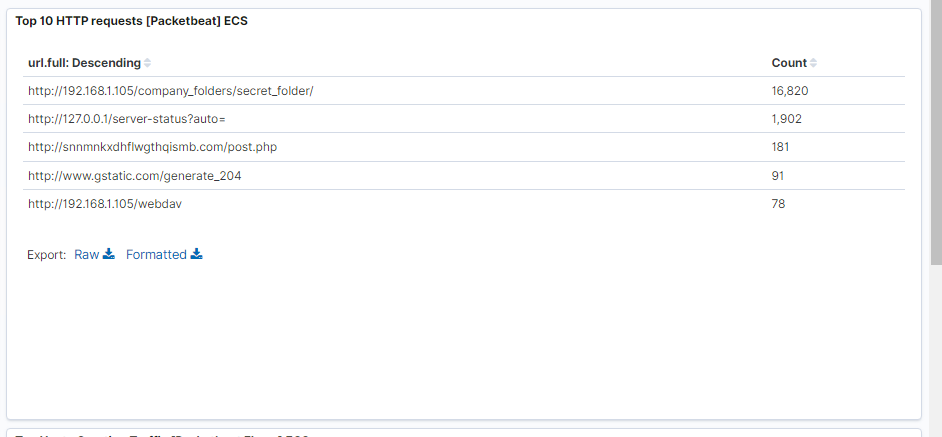 Top 10 HTTP requests [Packetbeat] ECS
url.full: Descending Count
http://192.168.1.105/company_folders/secret_folder/ 16,820
http://127.0.0.1/server-status?auto= 1,902
http://snnmnkxdhflwgthqismb.com/post.php 181
http://www.gstatic.com/generate_204 91
http://192.168.1.105/webdav 78
Export: Raw Formatted